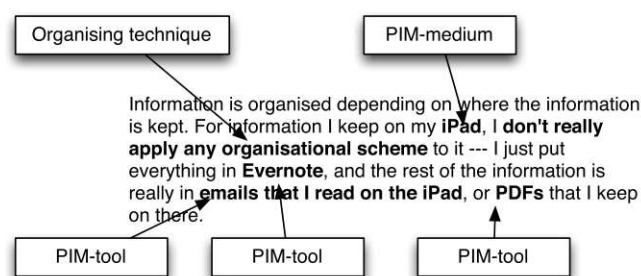 Organising technique
PIM-medium
Information is organised depending on where the information
is kept. For information I keep on my iPad, I don't really
apply any organisational scheme to it --- I just put
everything in Evernote, and the rest of the information is
really in emails that I read on the iPad, or PDFs that I keep
on there.
PIM-tool
PIM-tool
PIM-tool